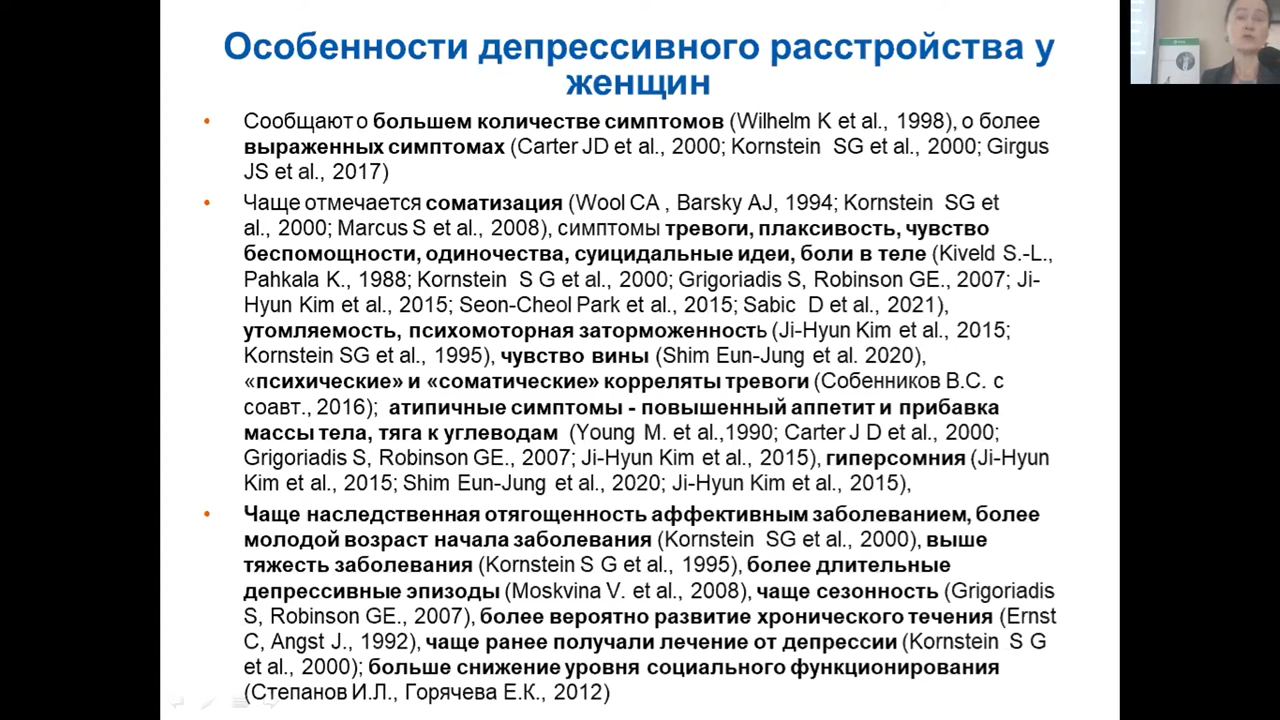 Особенности депрессивного расстройства у
женщин
• Сообщают о большем количестве симптомов (Wilhelm K et al., 1998), о более
выраженных симптомах (Carter JD et al., 2000; Kornstein SG et al., 2000; Girgus
JS et al., 2017)
• Чаще отмечается соматизация (Wool CA , Barsky AJ, 1994; Kornstein SG et
al., 2000; Marcus S et al., 2008), симптомы тревоги, плаксивость, чувство
беспомощности, одиночества, суицидальные идеи, боли в теле (Kiveld S.-L.,
Pahkala K., 1988; Kornstein S G et al., 2000; Grigoriadis S, Robinson GE., 2007; Ji-
Hyun Kim et al., 2015; Seon-Cheol Park et al., 2015; Sabic D et al., 2021),
утомляемость, психомоторная заторможенность (Ji-Hyun Kim et al., 2015;
Kornstein SG et al., 1995), чувство вины (Shim Eun-Jung et al. 2020),
«психические» и «соматические» корреляты тревоги (Собенников В.С. с
соавт., 2016); атипичные симптомы - повышенный аппетит и прибавка
массы тела, тяга к углеводам (Young M. et al.,1990; Carter J D et al., 2000;
Grigoriadis S, Robinson GE., 2007; Ji-Hyun Kim et al., 2015), гиперсомния (Ji-Hyun
Kim et al., 2015; Shim Eun-Jung et al., 2020; Ji-Hyun Kim et al., 2015),
• Чаще наследственная отягощенность аффективным заболеванием, более
молодой возраст начала заболевания (Kornstein SG et al., 2000), выше
тяжесть заболевания (Kornstein S G et al., 1995), более длительные
депрессивные эпизоды (Moskvina V. et al., 2008), чаще сезонность (Grigoriadis
S, Robinson GE., 2007), более вероятно развитие хронического течения (Ernst
C, Angst J., 1992), чаще ранее получали лечение от депрессии (Kornstein S G
et al., 2000); больше снижение уровня социального функционирования
(Степанов И.Л., Горячева Е.К., 2012)